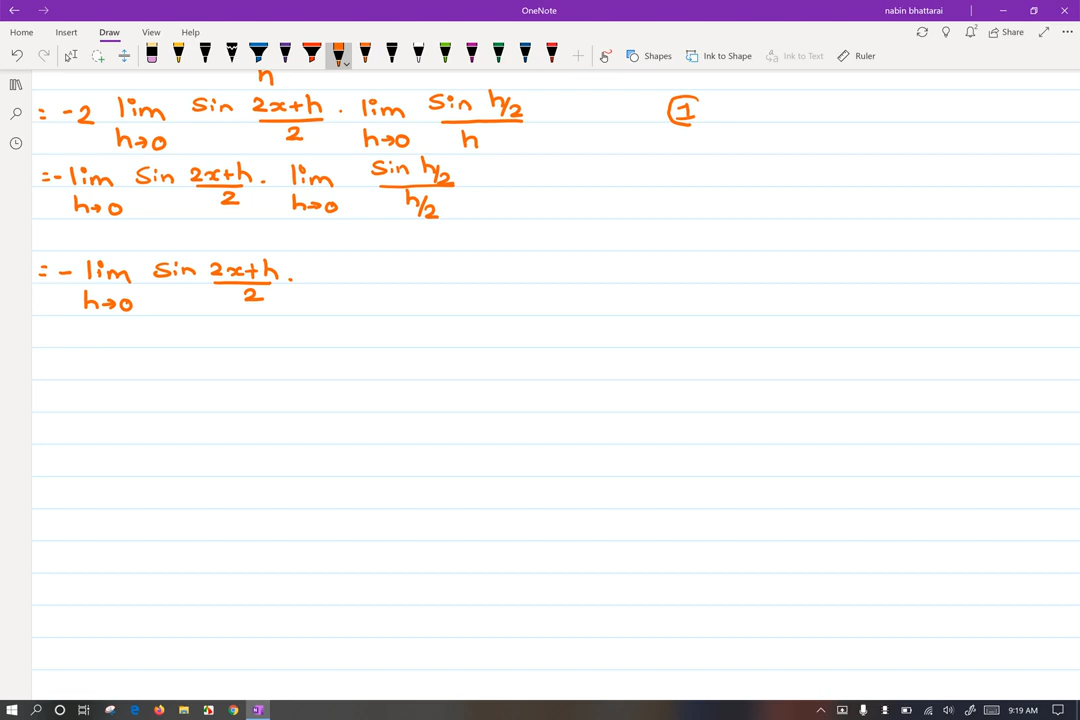 OneNote
nabin bhattarai
Home Insert Draw View Help
Share
Shapes Ink to Shape Ink to Text Ruler
h
= -2 lim sin 2x+h . lim sin h/2 ①
h→0 2 h→0 h
= - lim sin 2x+h . lim sin h/2
h→0 2 h→0 h/2
= - lim sin 2x+h .
h→0 2
9:19 AM